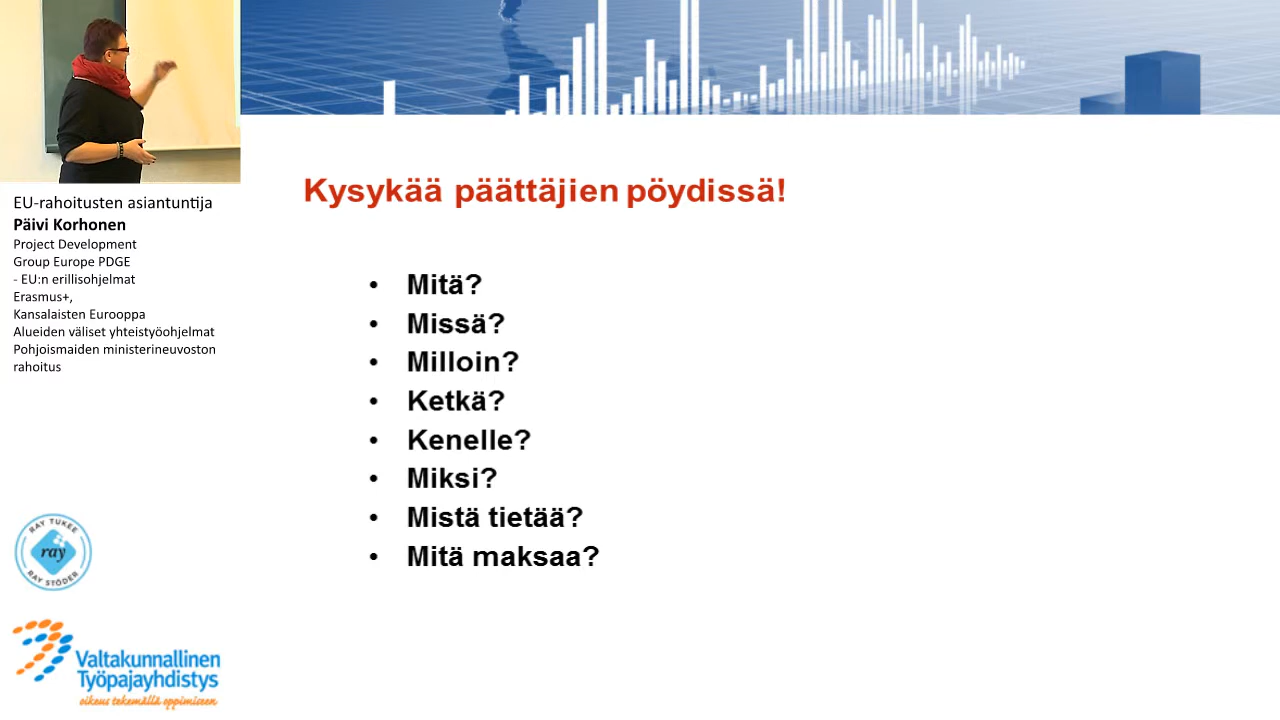 EU-rahoitusten asiantuntija
Päivi Korhonen
Project Development
Group Europe PDGE
- EU:n erillisohjelmat
Erasmus+,
Kansalaisten Eurooppa
Alueiden väliset yhteistyöohjelmat
Pohjoismaiden ministerineuvoston
rahoitus
RAY TUKEE
ray
RAY STÖDER
Valtakunnallinen
Työpajayhdistys
oikeus tekemällä oppimiseen
Kysykää päättäjien pöydissä!
• Mitä?
• Missä?
• Milloin?
• Ketkä?
• Kenelle?
• Miksi?
• Mistä tietää?
• Mitä maksaa?